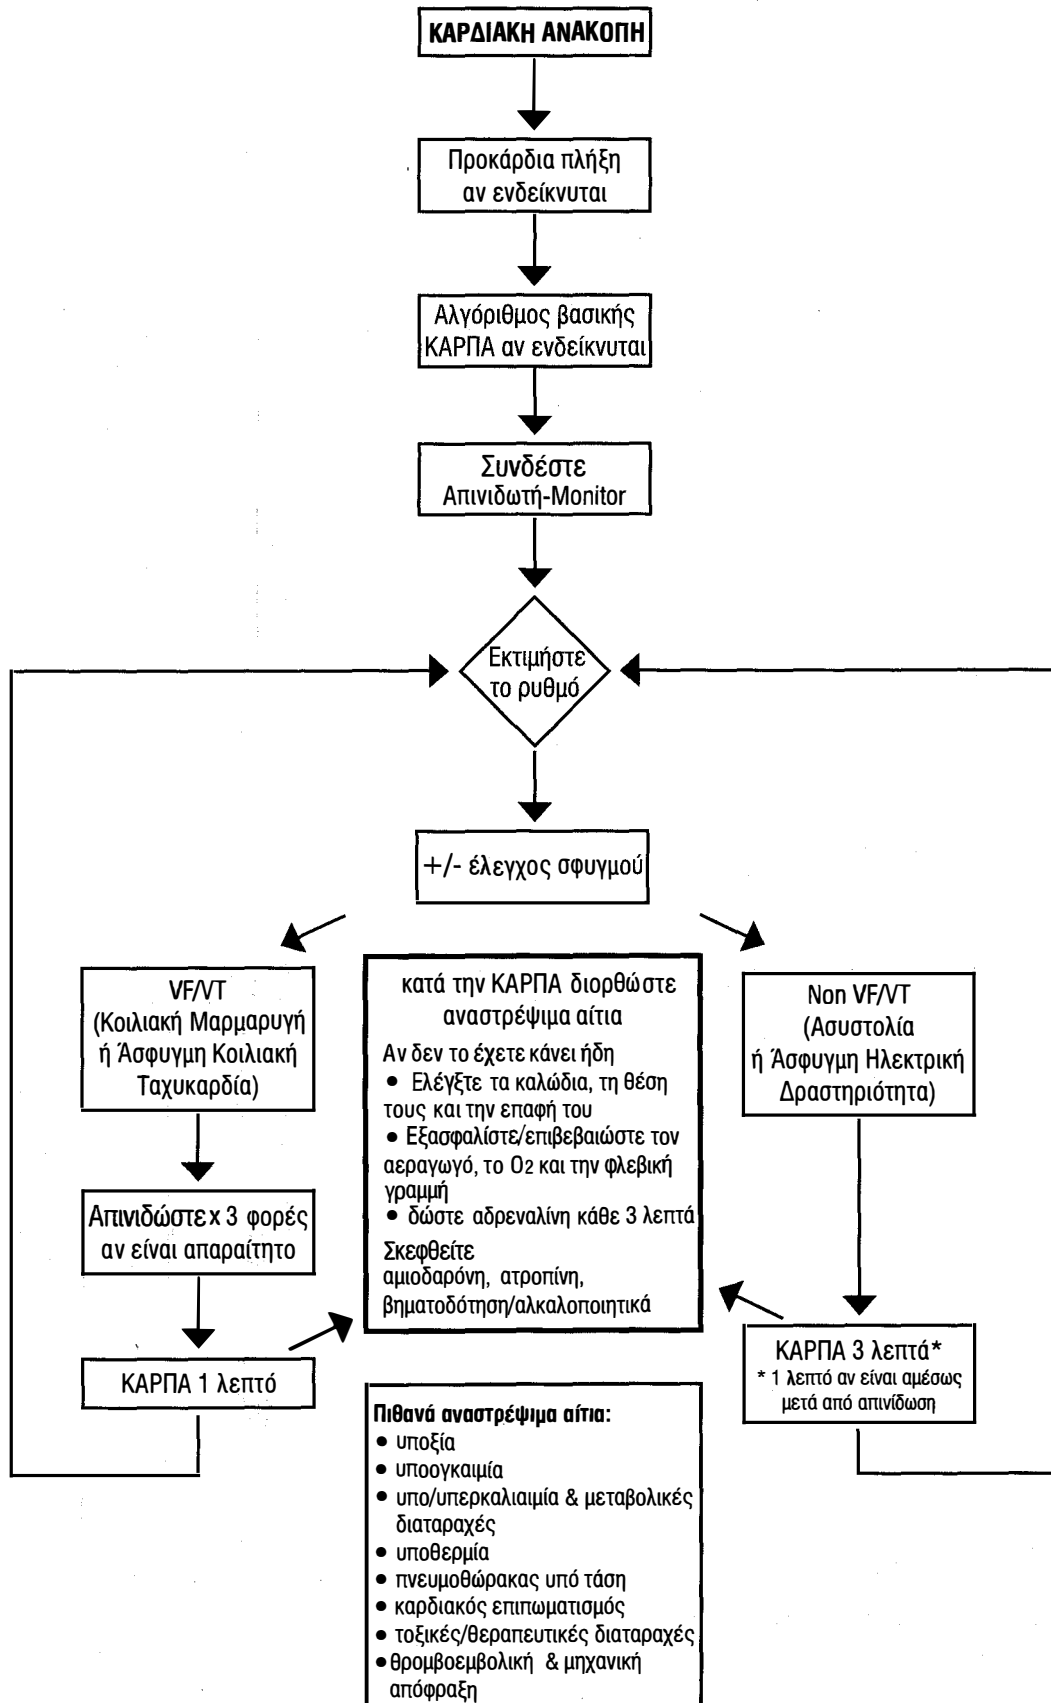 ΚΑΡΔΙΑΚΗ ΑΝΑΚΟΠΗ
Προκάρδια πλήξη
αν ενδείκνυται
Αλγόριθμος βασικής
ΚΑΡΠΑ αν ενδείκνυται
Συνδέστε
Απινιδωτή-Monitor
Εκτιμήστε
το ρυθμό
+/- έλεγχος σφυγμού
VF/VT
(Κοιλιακή Μαρμαρυγή
ή Άσφυγμη Κοιλιακή
Ταχυκαρδία)
Απινιδώστε x 3 φορές
αν είναι απαραίτητο
ΚΑΡΠΑ 1 λεπτό
κατά την ΚΑΡΠΑ διορθώστε
αναστρέψιμα αίτια
Αν δεν το έχετε κάνει ήδη
• Ελέγξτε τα καλώδια, τη θέση
τους και την επαφή του
• Εξασφαλίστε/επιβεβαιώστε τον
αεραγωγό, το O2 και την φλεβική
γραμμή
• δώστε αδρεναλίνη κάθε 3 λεπτά
Σκεφθείτε
αμιοδαρόνη, ατροπίνη,
βηματοδότηση/αλκαλοποιητικά
Non VF/VT
(Ασυστολία
ή Άσφυγμη Ηλεκτρική
Δραστηριότητα)
ΚΑΡΠΑ 3 λεπτά*
* 1 λεπτό αν είναι αμέσως
μετά από απινίδωση
Πιθανά αναστρέψιμα αίτια:
• υποξία
• υποογκαιμία
• υπο/υπερκαλιαιμία & μεταβολικές
διαταραχές
• υποθερμία
• πνευμοθώρακας υπό τάση
• καρδιακός επιπωματισμός
• τοξικές/θεραπευτικές διαταραχές
• θρομβοεμβολική & μηχανική
απόφραξη